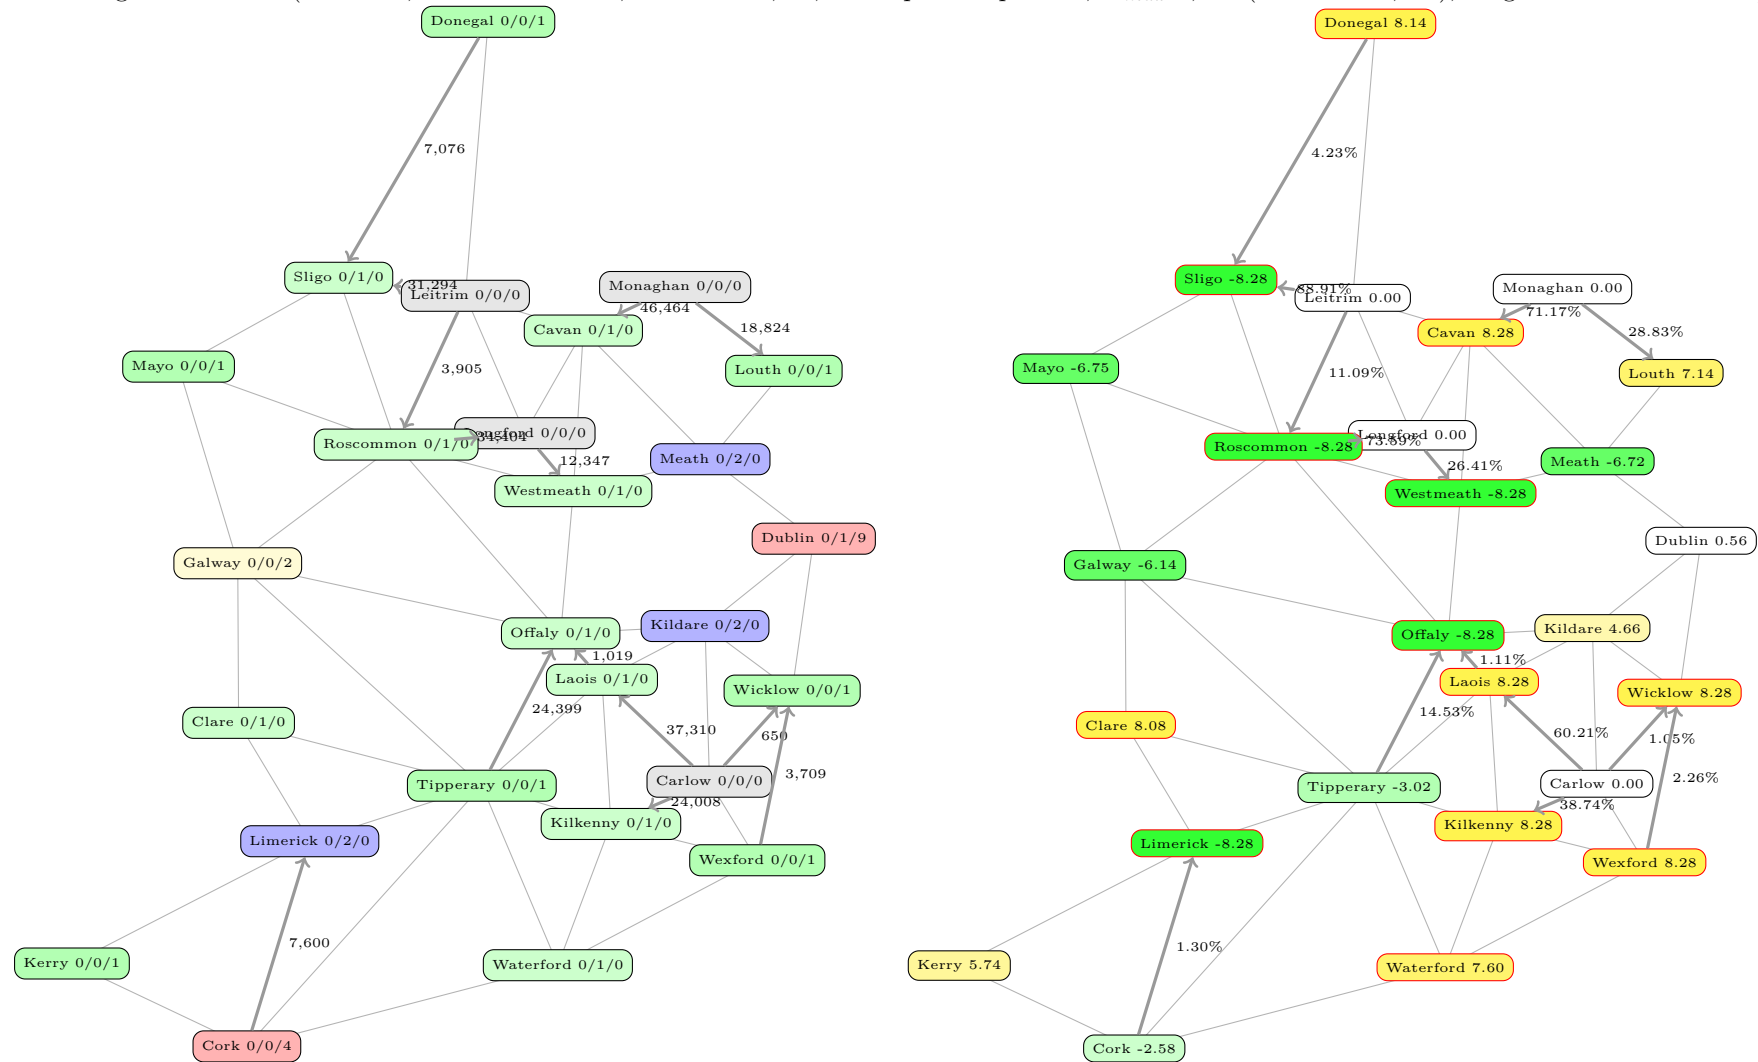 Donegal 0/0/1
7,076
Sligo 0/1/0
31,294
Leitrim 0/0/0
Monaghan 0/0/0
46,464
Cavan 0/1/0
18,824
Mayo 0/0/1
3,905
Louth 0/0/1
Longford 0/0/0
Roscommon 0/1/0
34,404
12,347
Meath 0/2/0
Westmeath 0/1/0
Dublin 0/1/9
Galway 0/0/2
Offaly 0/1/0
Kildare 0/2/0
1,019
Laois 0/1/0
Wicklow 0/0/1
24,399
Clare 0/1/0
37,310
650
3,709
Tipperary 0/0/1
Carlow 0/0/0
24,008
Kilkenny 0/1/0
Limerick 0/2/0
Wexford 0/0/1
7,600
Kerry 0/0/1
Waterford 0/1/0
Cork 0/0/4
Donegal 8.14
4.23%
Sligo -8.28
88.91%
Leitrim 0.00
Monaghan 0.00
71.17%
Cavan 8.28
28.83%
Mayo -6.75
11.09%
Louth 7.14
Longford 0.00
Roscommon -8.28
73.59%
26.41%
Meath -6.72
Westmeath -8.28
Dublin 0.56
Galway -6.14
Offaly -8.28
Kildare 4.66
1.11%
Laois 8.28
Wicklow 8.28
14.53%
Clare 8.08
60.21%
1.05%
2.26%
Tipperary -3.02
Carlow 0.00
38.74%
Kilkenny 8.28
Limerick -8.28
Wexford 8.28
1.30%
Kerry 5.74
Waterford 7.60
Cork -2.58